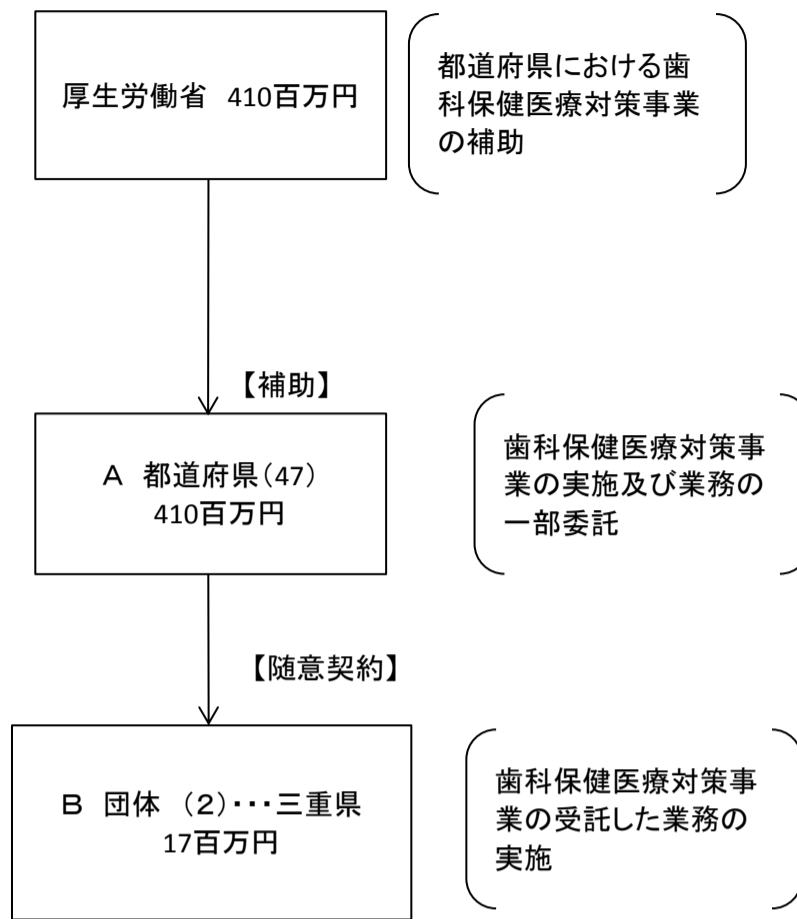 厚生労働省 410百万円
都道府県における歯
科保健医療対策事業
の補助
【補助】
A 都道府県(47)
410百万円
歯科保健医療対策事
業の実施及び業務の
一部委託
【随意契約】
B 団体 (2)・・・三重県
17百万円
歯科保健医療対策事
業の受託した業務の
実施